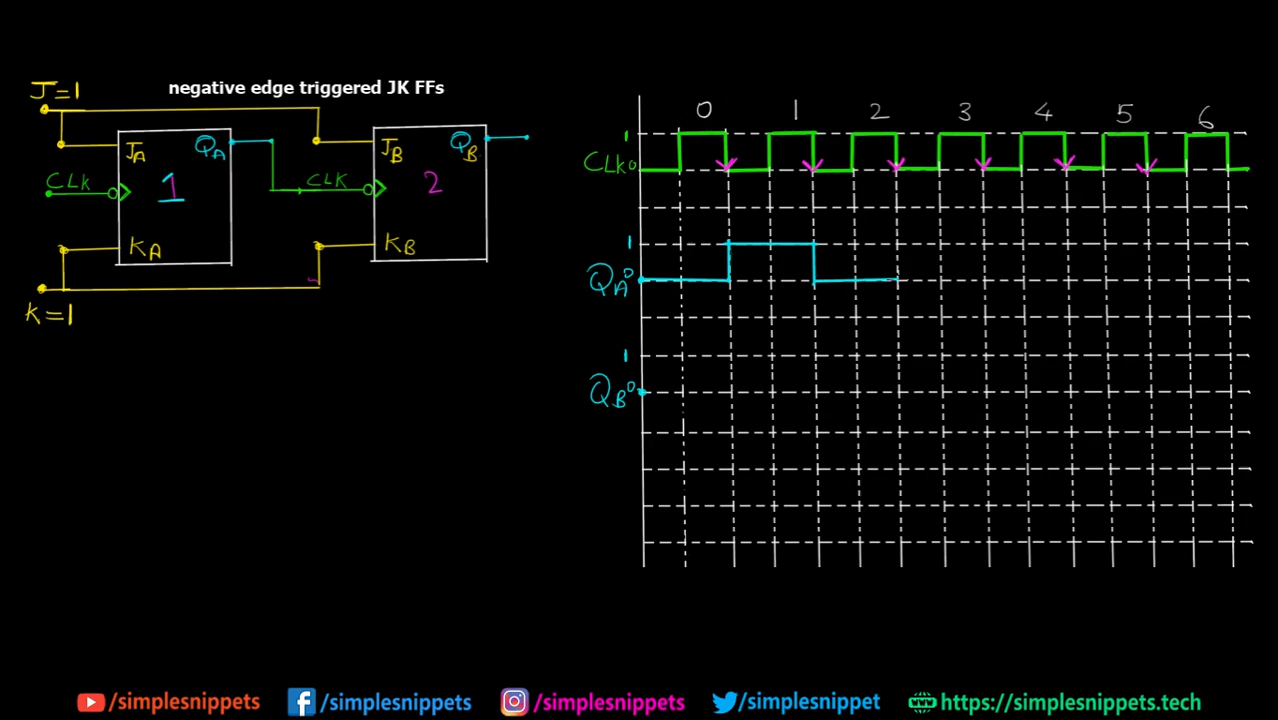 negative edge triggered JK FFs
J=1
JA
QA
CLK
1
KA
K=1
CLK
JB
QB
2
KB
0 1 2 3 4 5 6
1
CLK 0
1
QA 0
1
QB 0
/simplesnippets
/simplesnippets
/simplesnippets
/simplesnippet
https://simplesnippets.tech